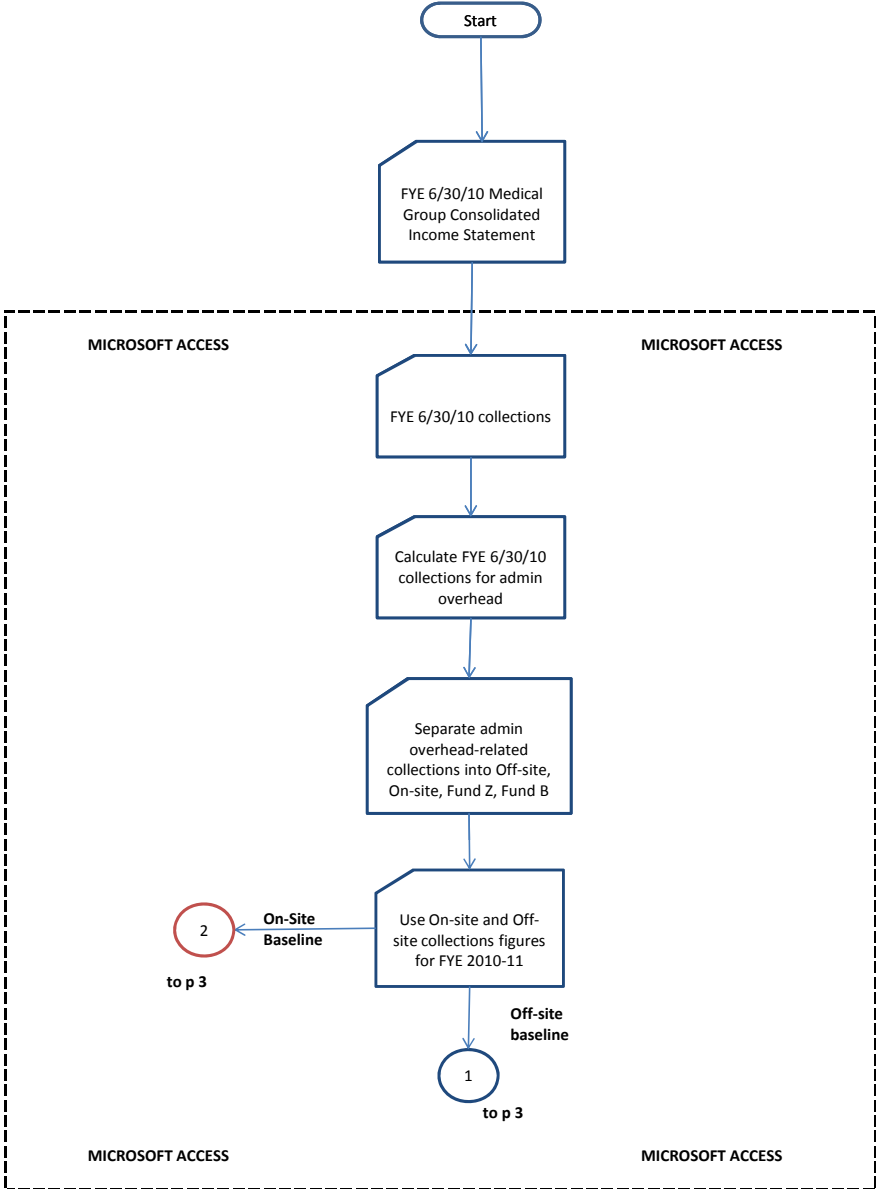 Start
FYE 6/30/10 Medical
Group Consolidated
Income Statement
MICROSOFT ACCESS
MICROSOFT ACCESS
FYE 6/30/10 collections
Calculate FYE 6/30/10
collections for admin
overhead
Separate admin
overhead-related
collections into Off-site,
On-site, Fund Z, Fund B
Use On-site and Off-
site collections figures
for FYE 2010-11
On-Site
Baseline
2
to p 3
Off-site
baseline
1
to p 3
MICROSOFT ACCESS
MICROSOFT ACCESS